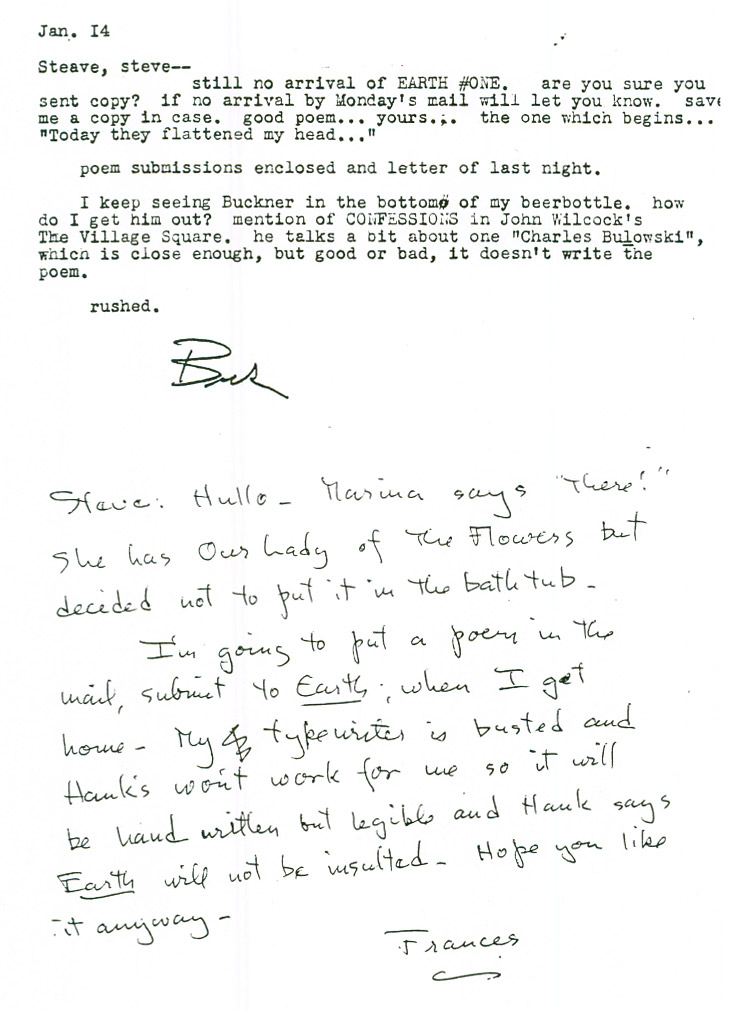 Jan. I4
Steave, steve--
still no arrival of EARTH #ONE. are you sure you
sent copy? if no arrival by Monday's mail will let you know. save
me a copy in case. good poem... yours... the one which begins...
"Today they flattened my head..."
poem submissions enclosed and letter of last night.
I keep seeing Buckner in the bottom of my beerbottle. how
do I get him out? mention of CONFESSIONS in John Wilcock's
The Village Square. he talks a bit about one "Charles Bulowski",
which is close enough, but good or bad, it doesn't write the
poem.
rushed.
Buk
Steve: Hullo - Marina says "There!"
She has Our Lady of The Flowers but
decided not to put it in the bath tub -
I'm going to put a poem in the
mail, submit to Earth, when I get
home - My typewriter is busted and
Hank's won't work for me so it will
be hand written but legible and Hank says
Earth will not be insulted - Hope you like
it anyway -
Frances